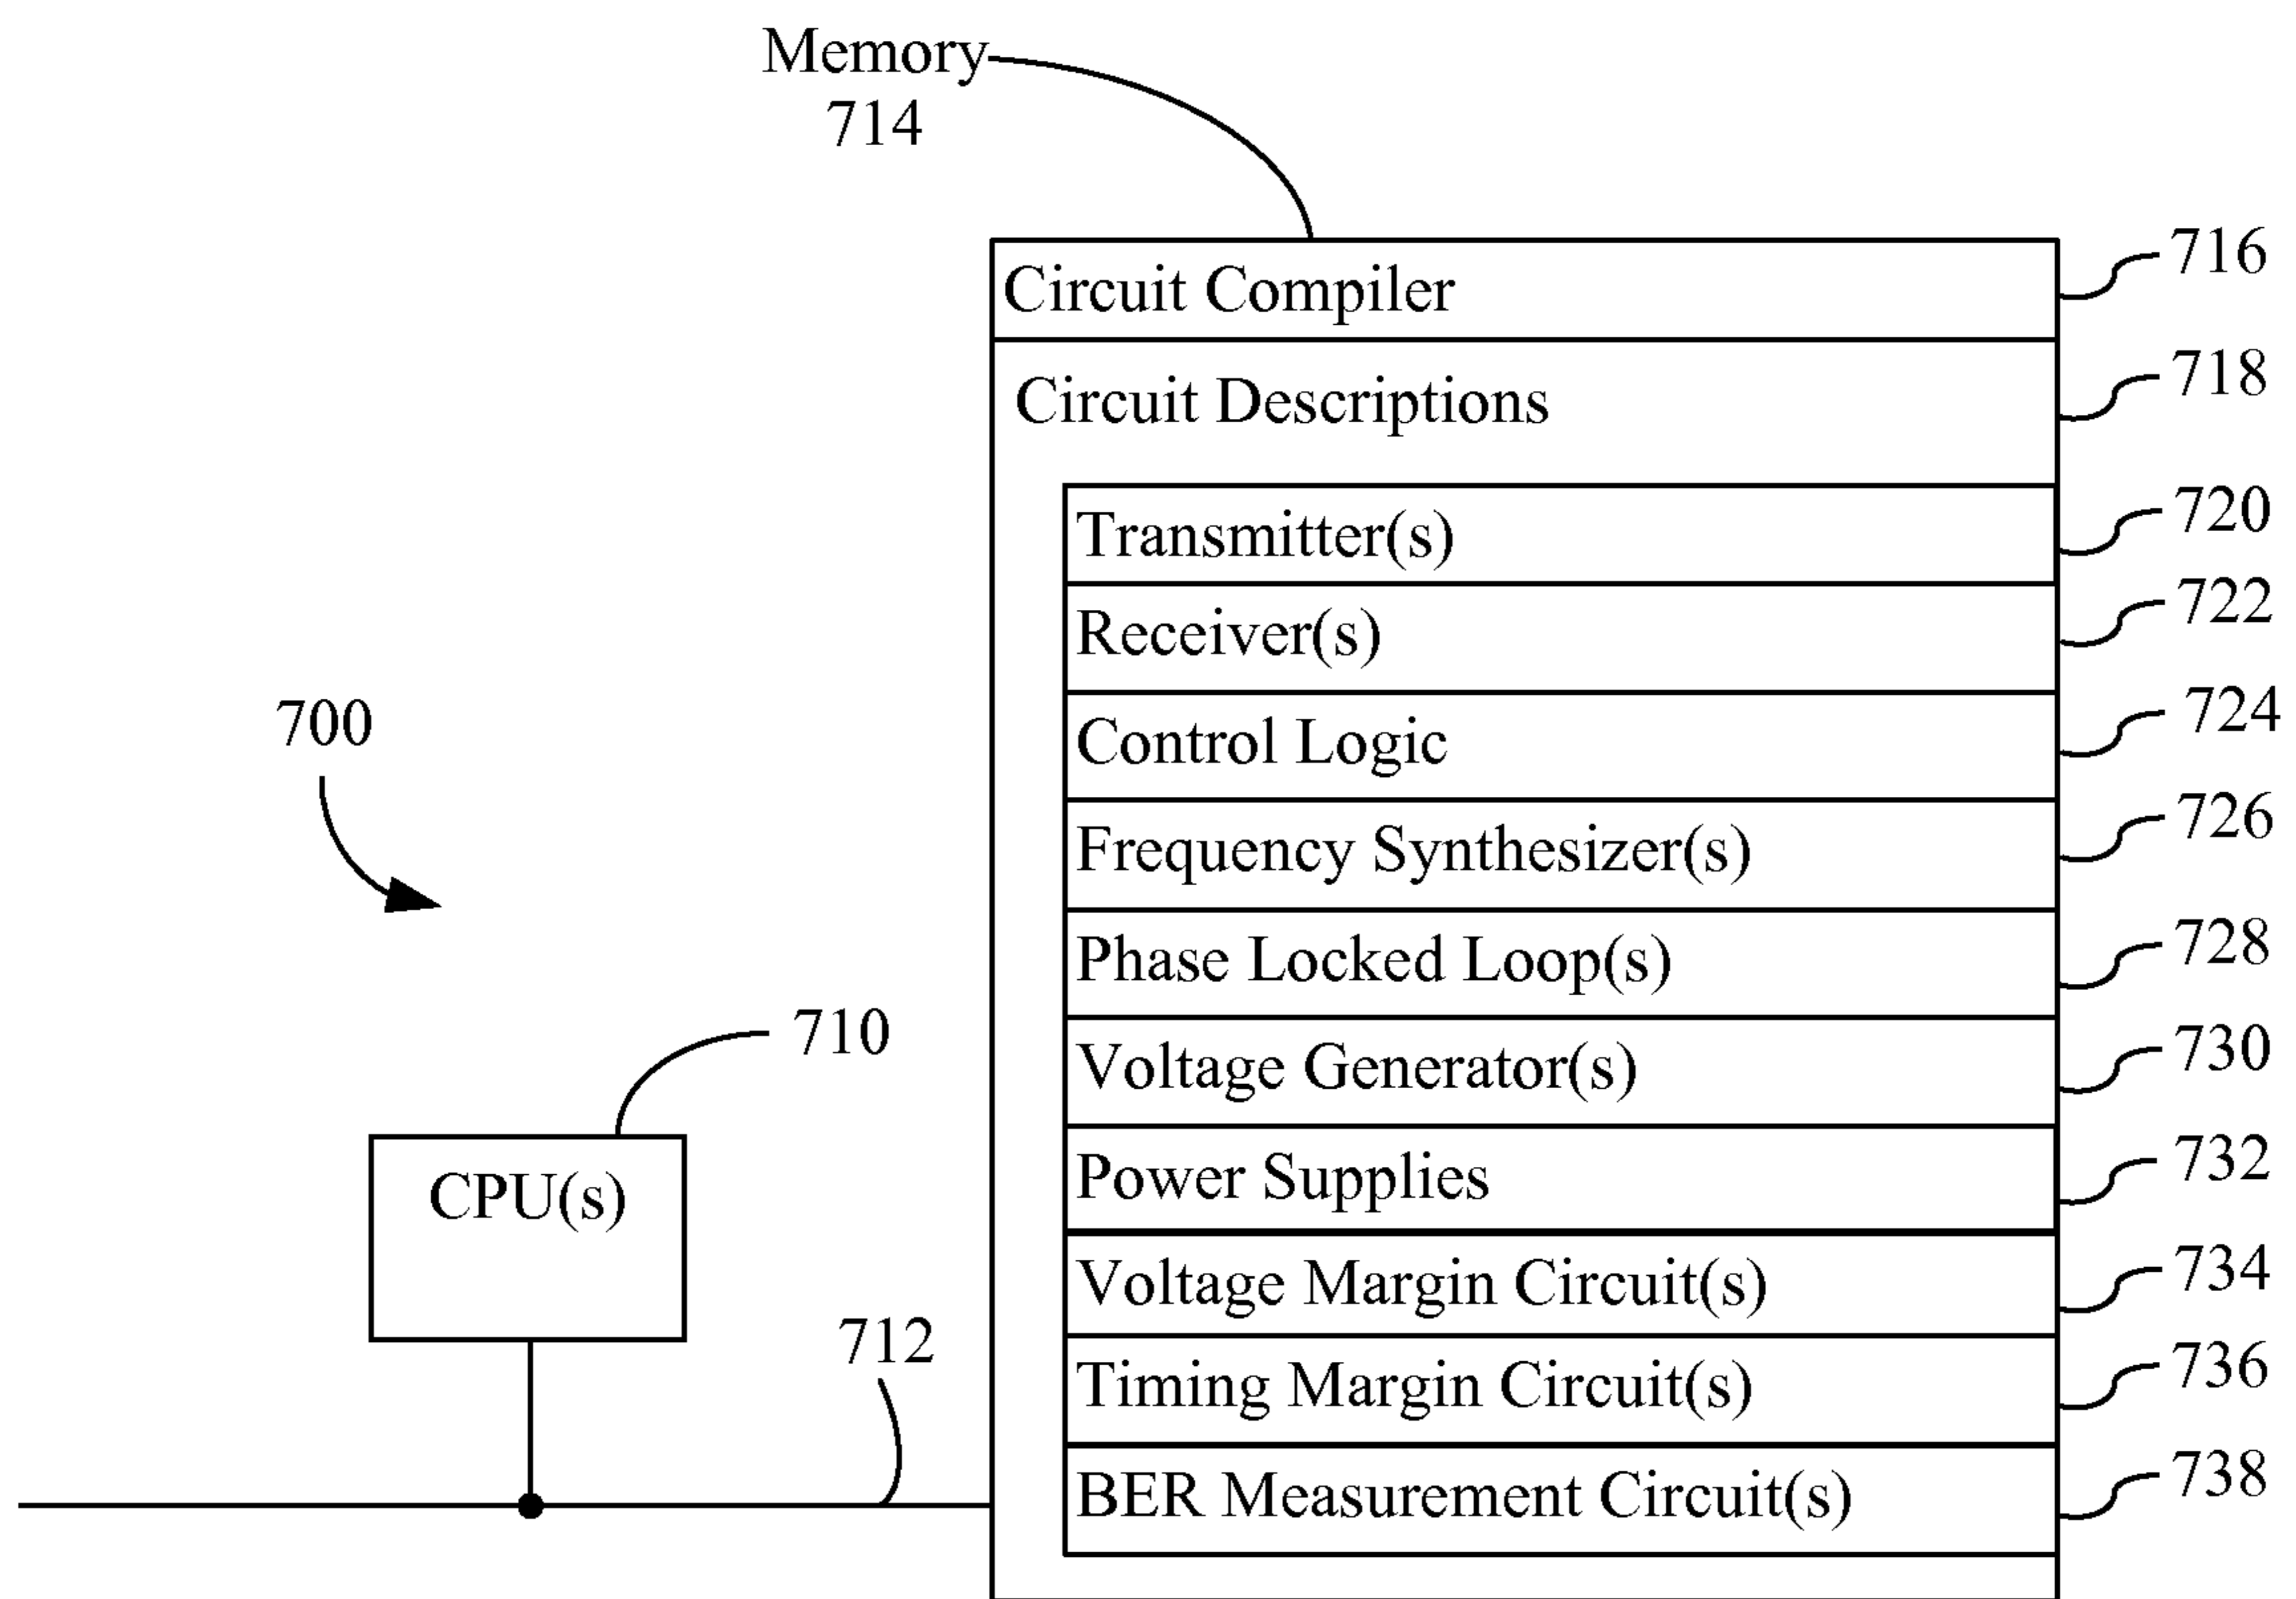 Memory
714
Circuit Compiler
716
Circuit Descriptions
718
Transmitter(s)
720
Receiver(s)
722
Control Logic
724
Frequency Synthesizer(s)
726
Phase Locked Loop(s)
728
Voltage Generator(s)
730
Power Supplies
732
Voltage Margin Circuit(s)
734
Timing Margin Circuit(s)
736
BER Measurement Circuit(s)
738
700
710
CPU(s)
712